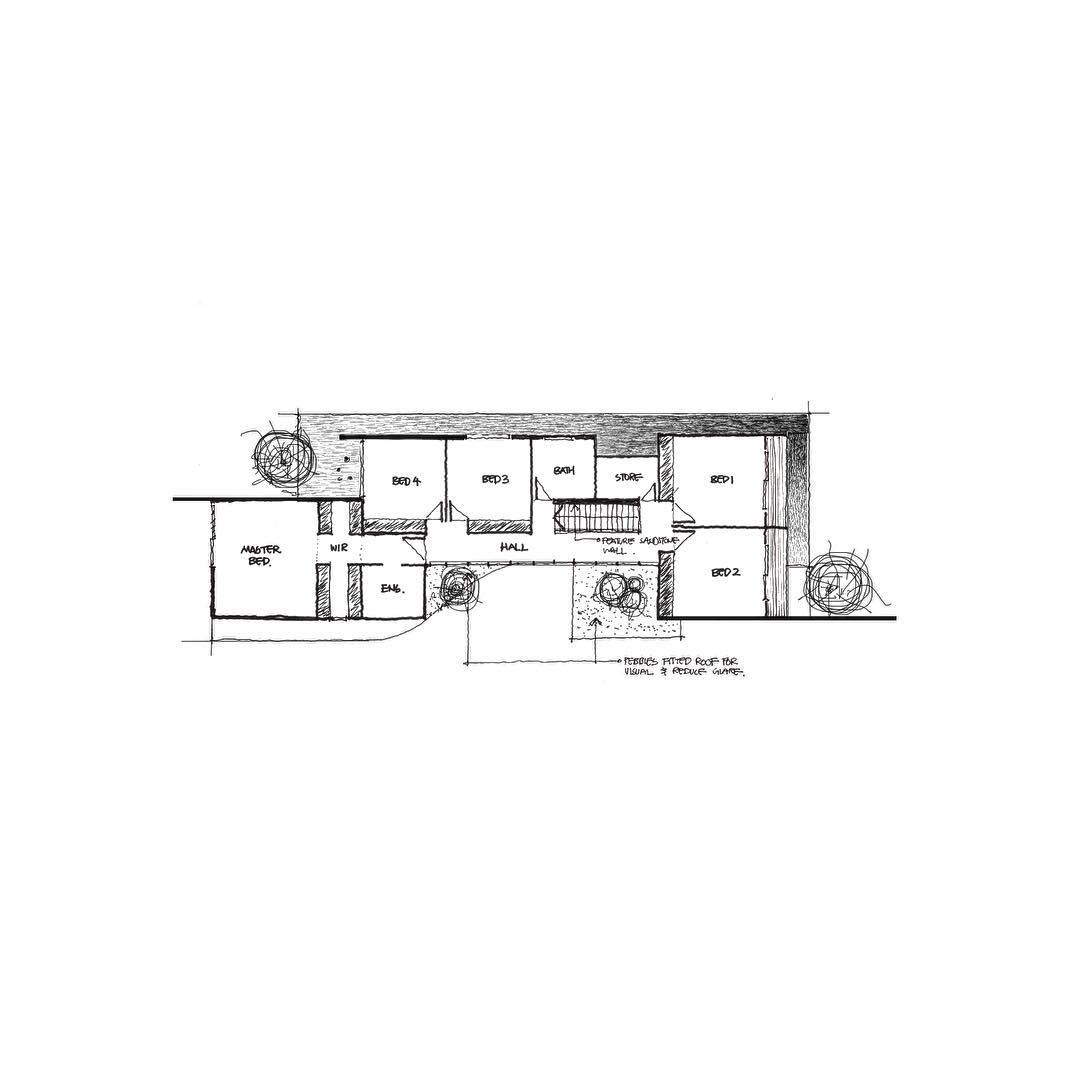 BED 4
BED 3
BATH
STORE
BED 1
MASTER
BED.
WIR
HALL
FEATURE SANDSTONE
WALL.
BED 2
ENS.
PEBBLES FITTED ROOF FOR
VISUAL & REDUCE GLARE.